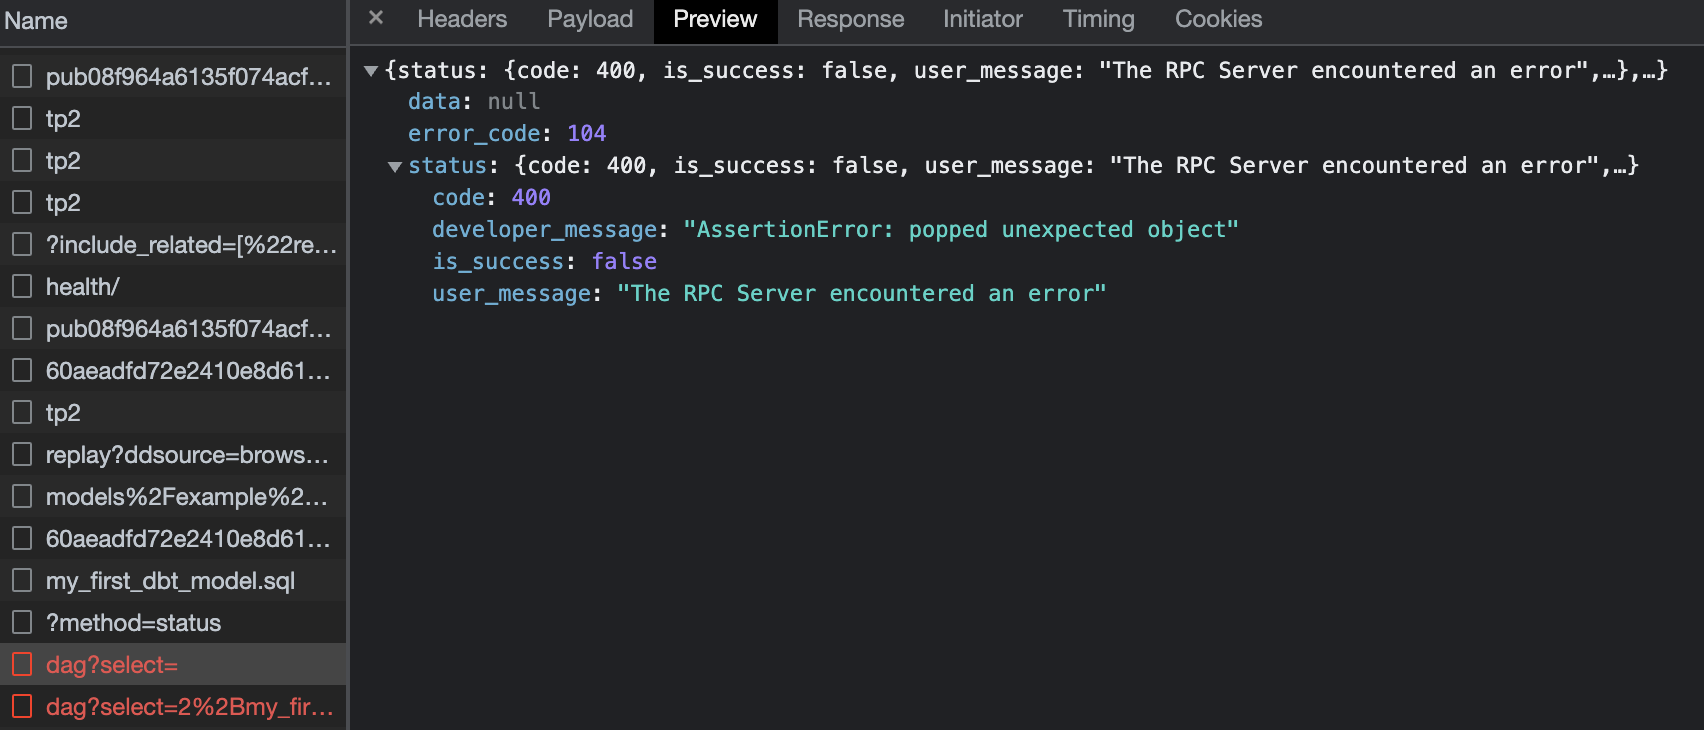 Name
pub08f964a6135f074acf...
tp2
tp2
tp2
?include_related=[%22re...
health/
pub08f964a6135f074acf...
60aeadfd72e2410e8d61...
tp2
replay?ddsource=brows...
models%2Fexample%2...
60aeadfd72e2410e8d61...
my_first_dbt_model.sql
?method=status
dag?select=
dag?select=2%2Bmy_fir...
× Headers Payload Preview Response Initiator Timing Cookies
▼{status: {code: 400, is_success: false, user_message: "The RPC Server encountered an error",…},…}
data: null
error_code: 104
▼status: {code: 400, is_success: false, user_message: "The RPC Server encountered an error",…}
code: 400
developer_message: "AssertionError: popped unexpected object"
is_success: false
user_message: "The RPC Server encountered an error"